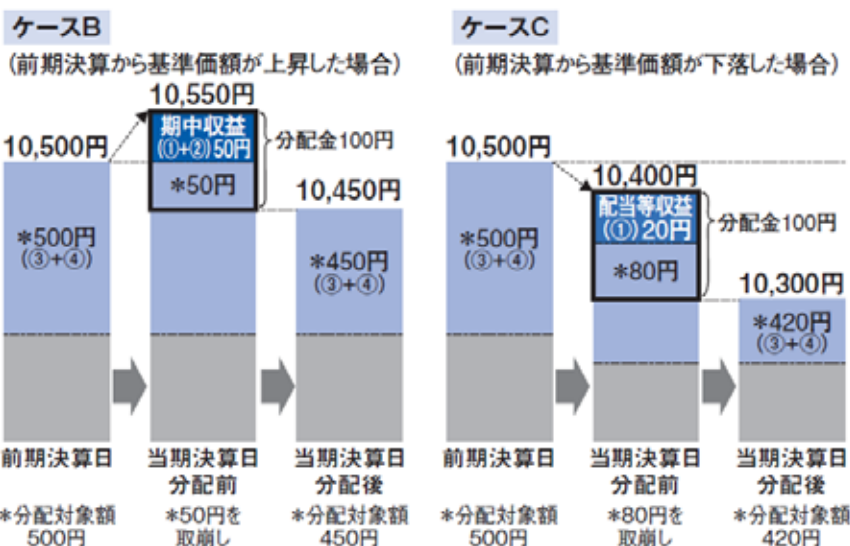 ケースB
(前期決算から基準価額が上昇した場合)
10,550円
期中収益
(①+②)50円
分配金100円
10,500円
*50円
10,450円
*500円
(③+④)
*450円
(③+④)
前期決算日
当期決算日
分配前
当期決算日
分配後
*分配対象額
500円
*50円を
取崩し
*分配対象額
450円
ケースC
(前期決算から基準価額が下落した場合)
10,500円
10,400円
配当等収益
(①)20円
分配金100円
*500円
(③+④)
*80円
10,300円
*420円
(③+④)
前期決算日
当期決算日
分配前
当期決算日
分配後
*分配対象額
500円
*80円を
取崩し
*分配対象額
420円